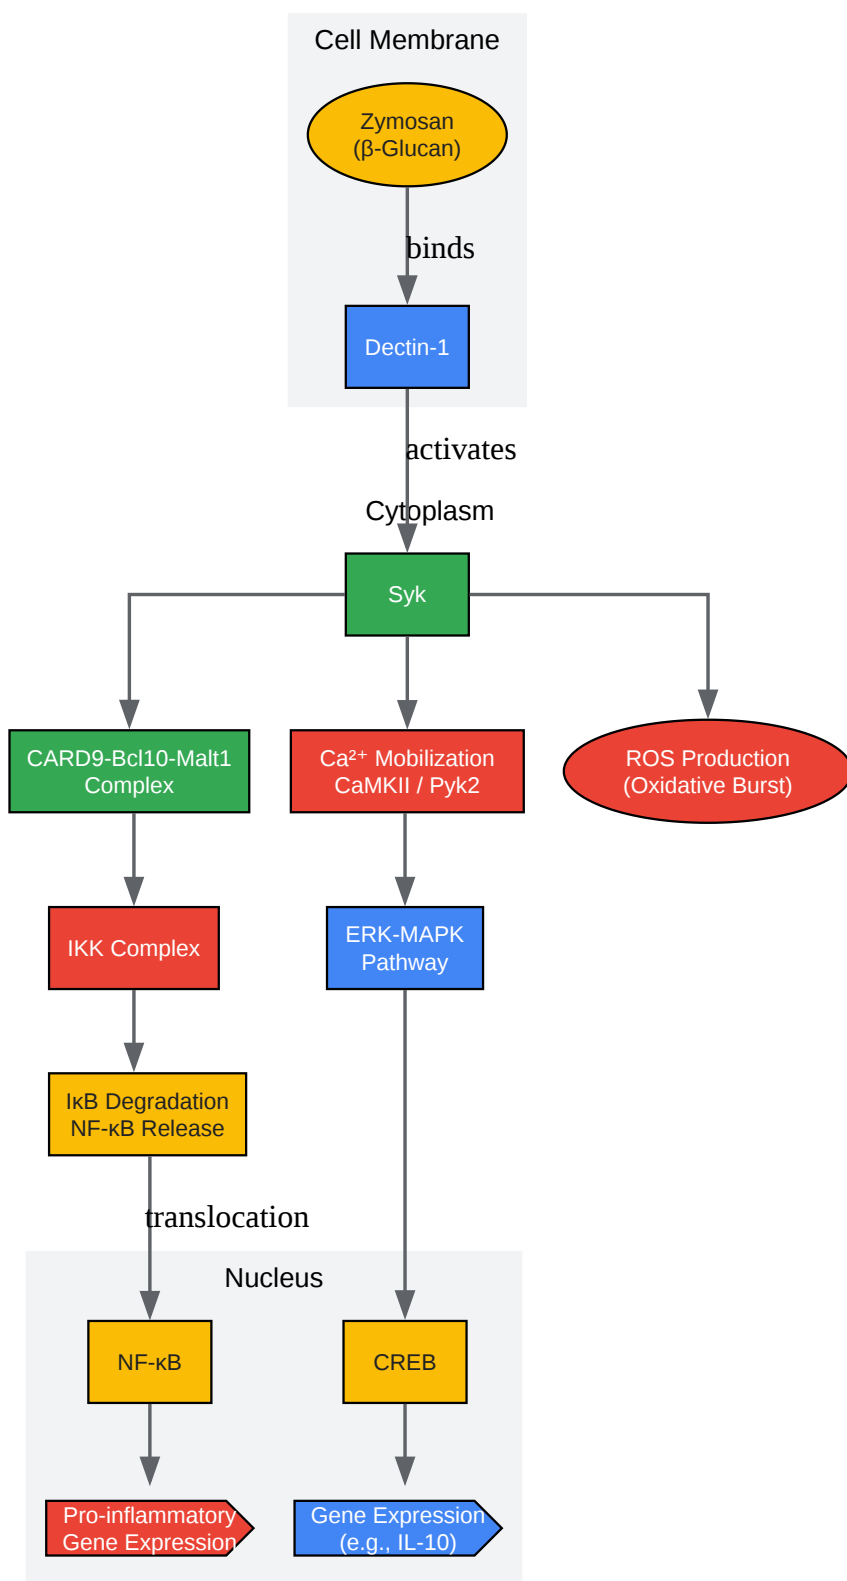 Cell Membrane
Zymosan
(β-Glucan)
binds
Dectin-1
activates
Cytoplasm
Syk
CARD9-Bcl10-Malt1
Complex
Ca²⁺ Mobilization
CaMKII / Pyk2
ROS Production
(Oxidative Burst)
IKK Complex
ERK-MAPK
Pathway
IκB Degradation
NF-κB Release
translocation
Nucleus
NF-κB
CREB
Pro-inflammatory
Gene Expression
Gene Expression
(e.g., IL-10)